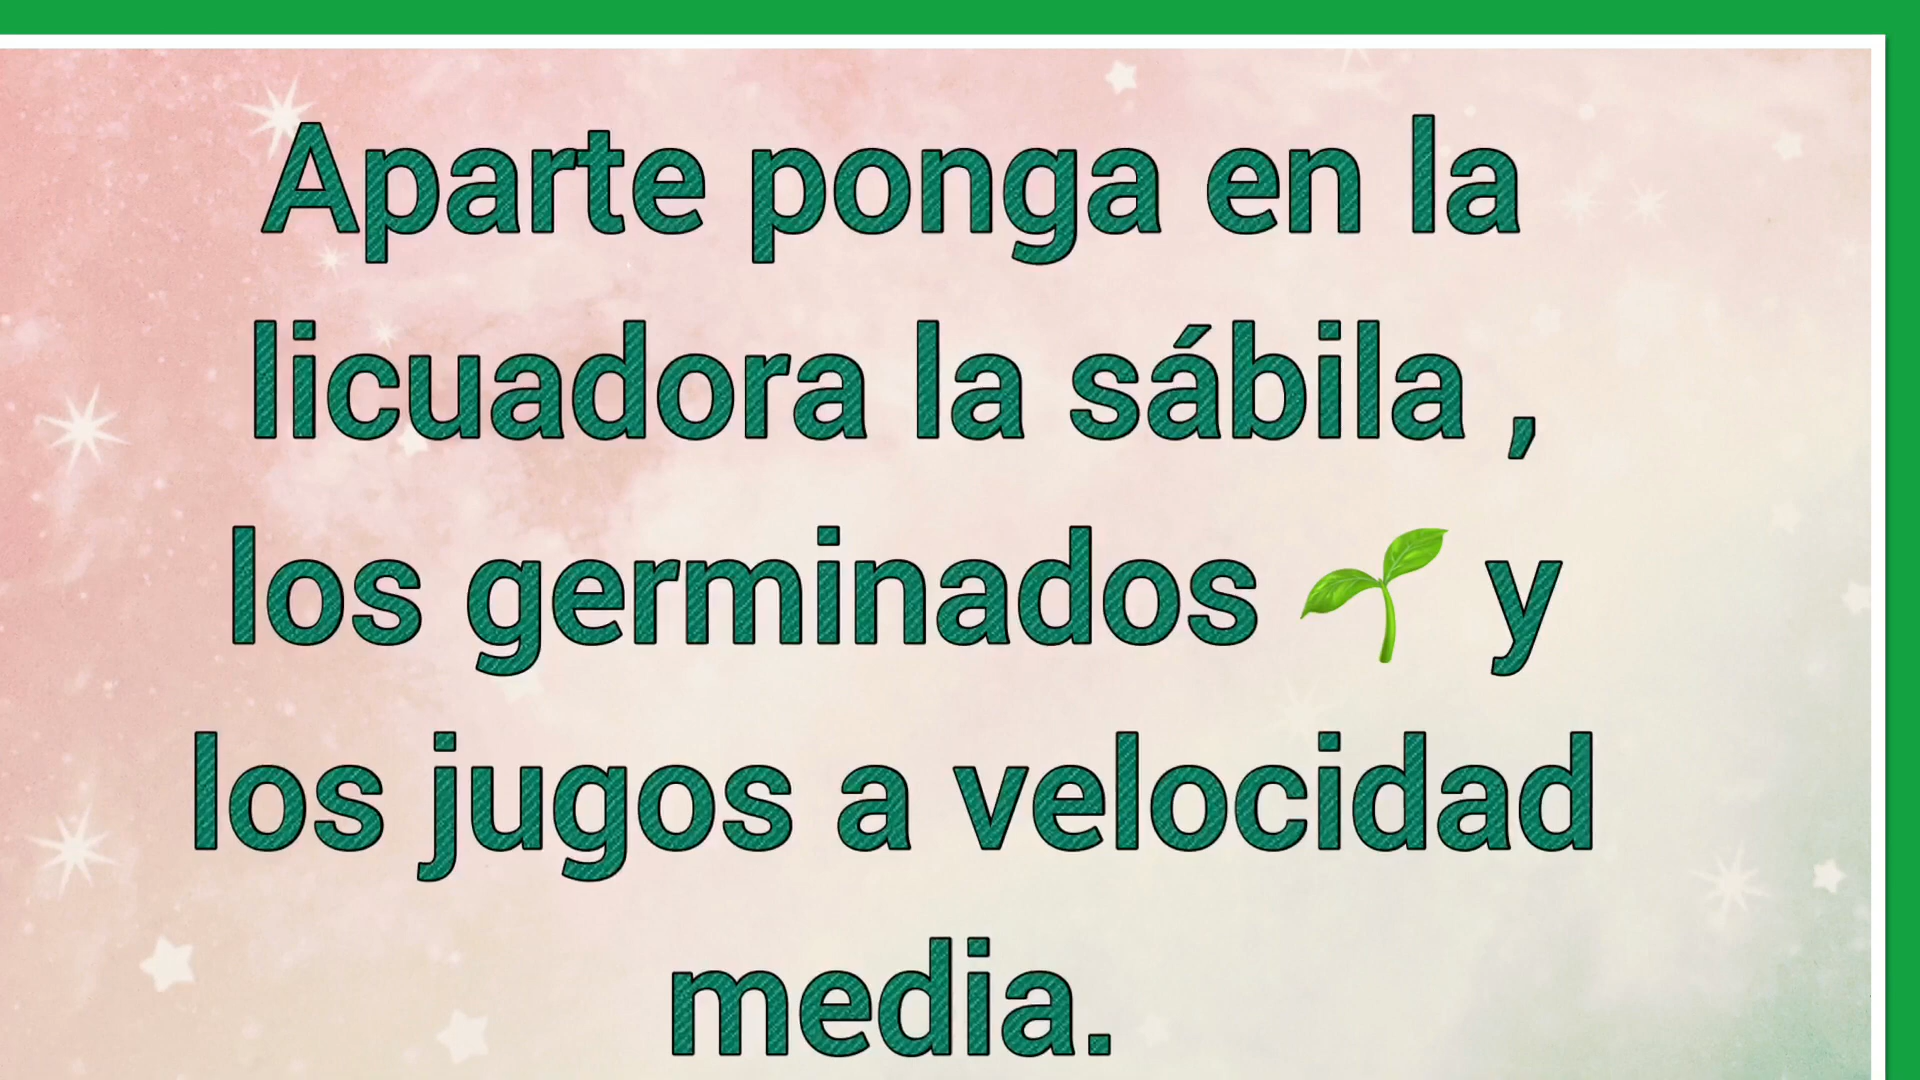 Aparte ponga en la
licuadora la sábila ,
los germinados 🌱 y
los jugos a velocidad
media.